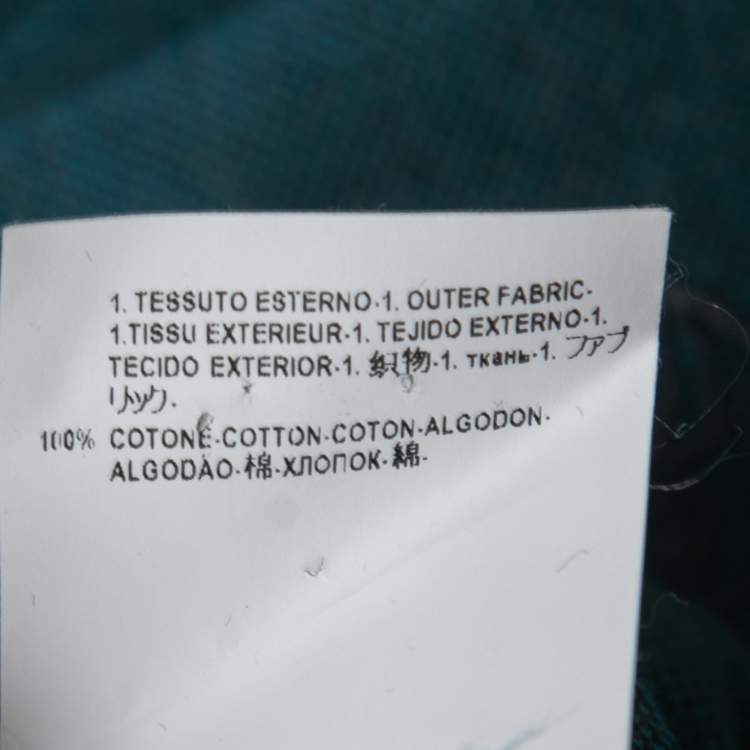 1. TESSUTO ESTERNO·1. OUTER FABRIC·
1.TISSU EXTERIEUR·1. TEJIDO EXTERNO·1.
TECIDO EXTERIOR·1. 织物·1. ткань·1. ファブ
リック·
100% COTONE·COTTON·COTON·ALGODON·
ALGODÃO·棉·ХЛОПОК·綿·